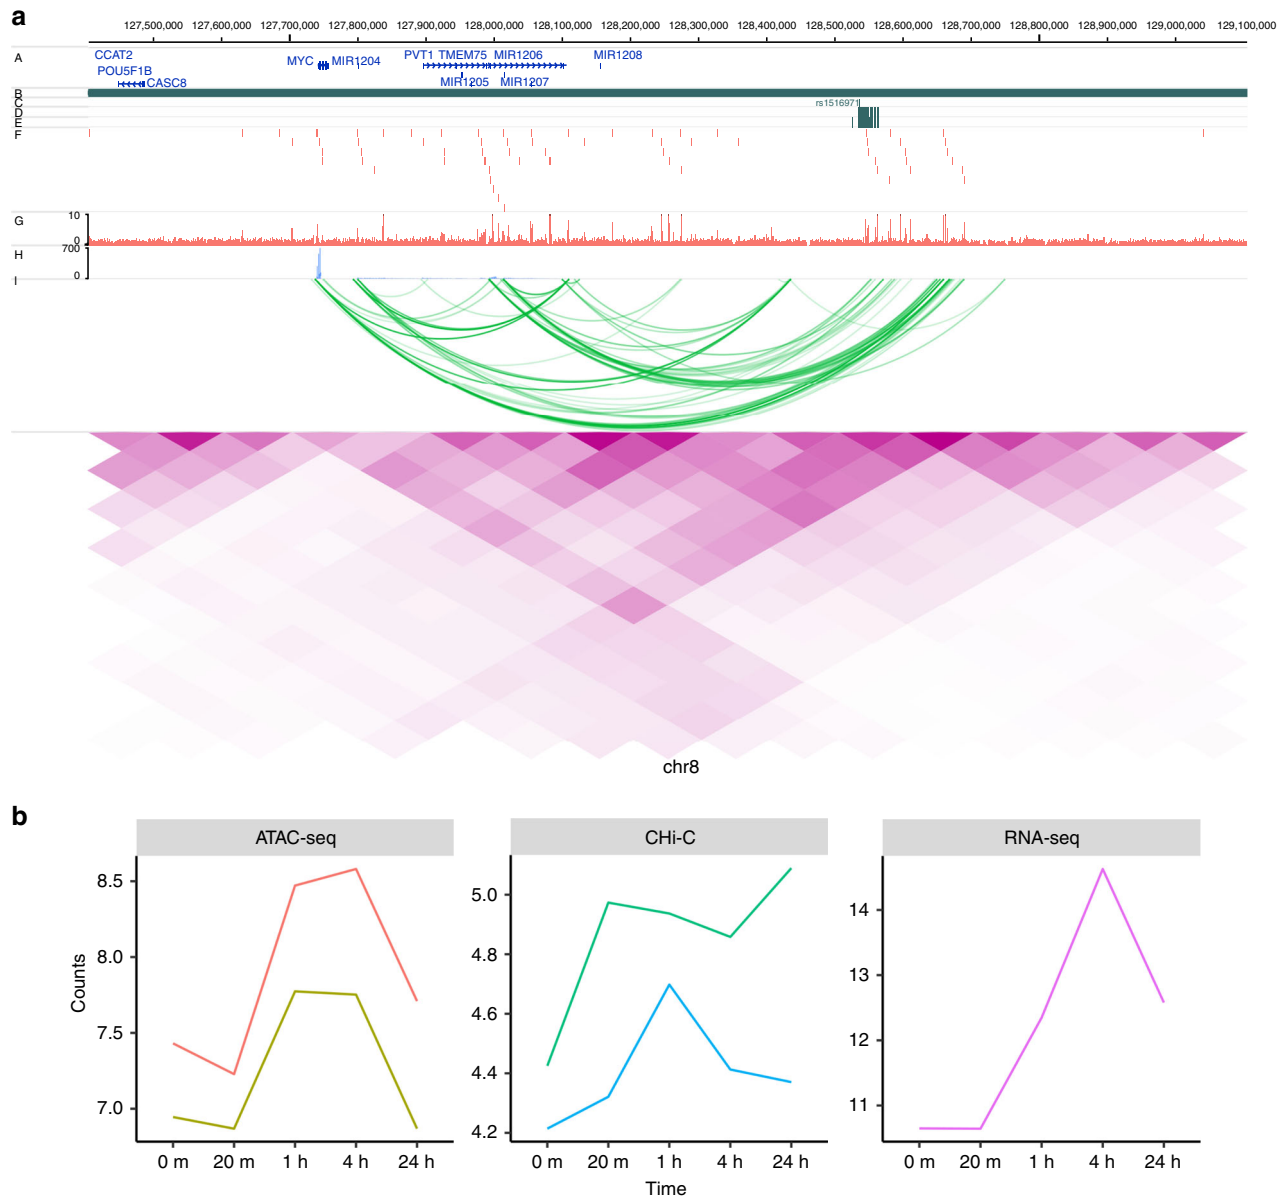 a
127,500,000 127,600,000 127,700,000 127,800,000 127,900,000 128,000,000 128,100,000 128,200,000 128,300,000 128,400,000 128,500,000 128,600,000 128,700,000 128,800,000 128,900,000 129,000,000 129,100,000
A
CCAT2 PVT1 TMEM75 MIR1206 MIR1208
MYC MIR1204
POU5F1B
CASC8 MIR1205 MIR1207
B
C rs1516971
D
E
F
G 10
0
H 700
0
I
chr8
b
ATAC-seq CHi-C RNA-seq
Counts
8.5
8.0
7.5
7.0
5.0
4.8
4.6
4.4
4.2
14
13
12
11
0 m 20 m 1 h 4 h 24 h 0 m 20 m 1 h 4 h 24 h 0 m 20 m 1 h 4 h 24 h
Time